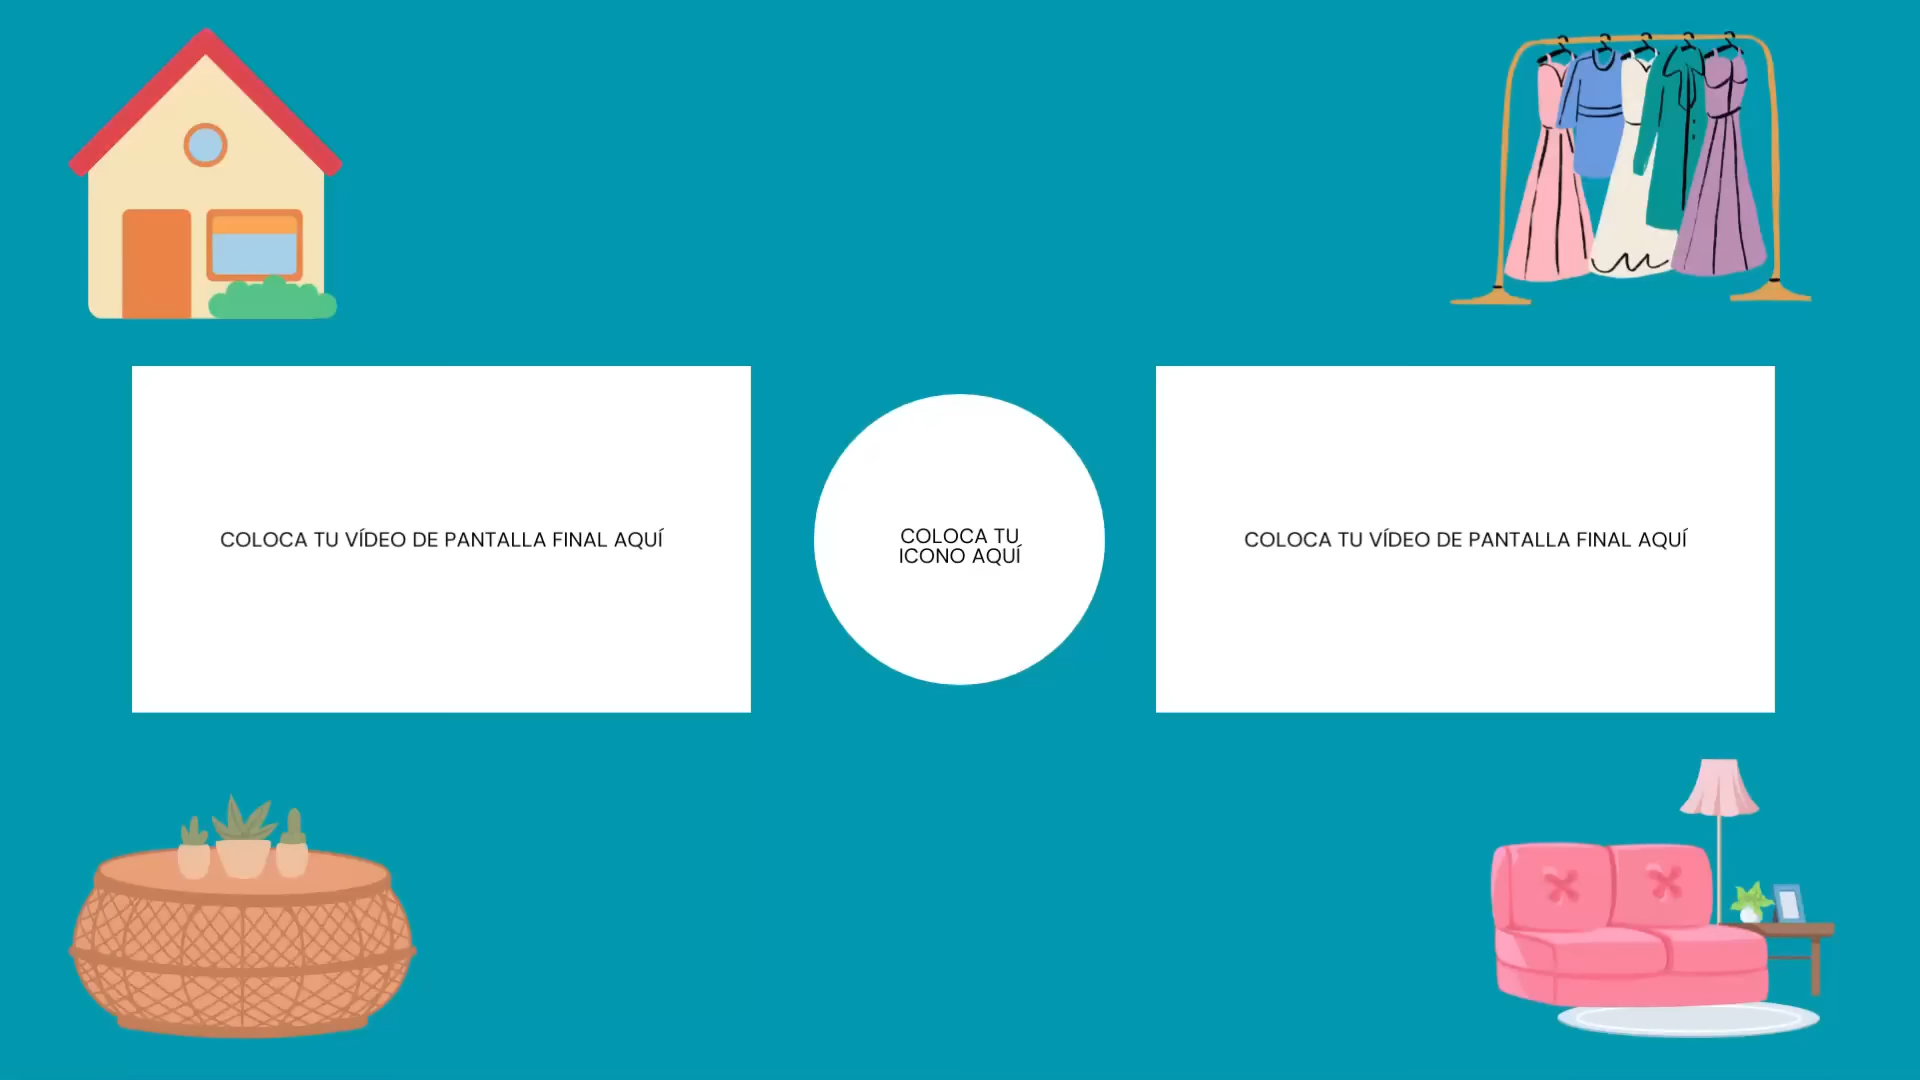 COLOCA TU VÍDEO DE PANTALLA FINAL AQUÍ
COLOCA TU
ICONO AQUÍ
COLOCA TU VÍDEO DE PANTALLA FINAL AQUÍ